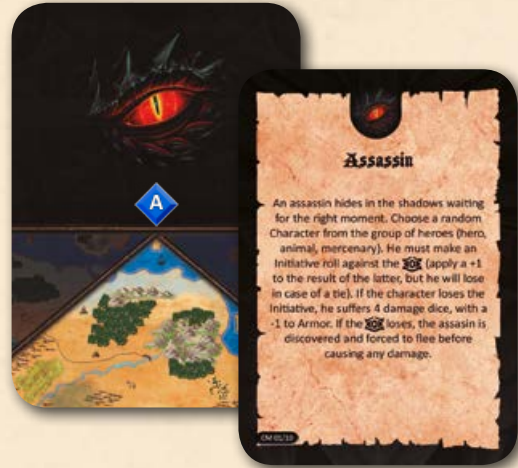 A
Assassin
An assassin hides in the shadows waiting
for the right moment. Choose a random
Character from the group of heroes (hero,
animal, mercenary). He must make an
Initiative roll against the (apply a +1
to the result of the latter, but he will lose
in case of a tie). If the character loses the
Initiative, he suffers 4 damage dice, with a
-1 to Armor. If the loses, the assasin is
discovered and forced to flee before
causing any damage.
CM 01/10